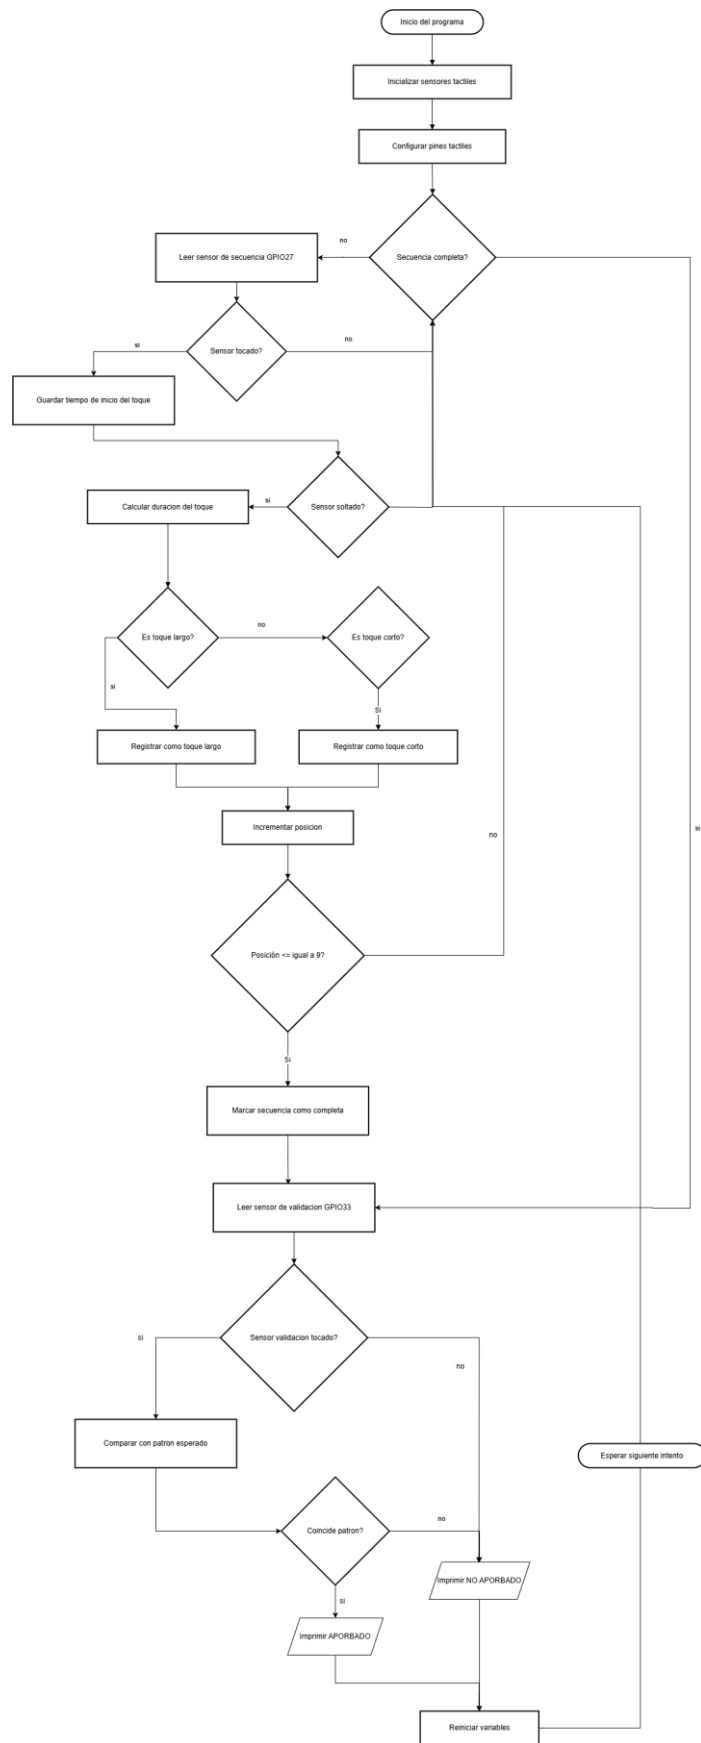 Inicio del programa
Inicializar sensores tactiles
Configurar pines tactiles
Secuencia completa?
no
Leer sensor de secuencia GPIO27
Sensor tocado?
si
no
Guardar tiempo de inicio del toque
Sensor soltado?
si
Calcular duracion del toque
Es toque largo?
no
Es toque corto?
si
Si
Registrar como toque largo
Registrar como toque corto
Incrementar posicion
no
si
Posición <= igual a 9?
Si
Marcar secuencia como completa
Leer sensor de validacion GPIO33
Sensor validacion tocado?
si
no
Comparar con patron esperado
Esperar siguiente intento
Coincide patron?
no
si
Imprimir NO APORBADO
Imprimir APORBADO
Reiniciar variables